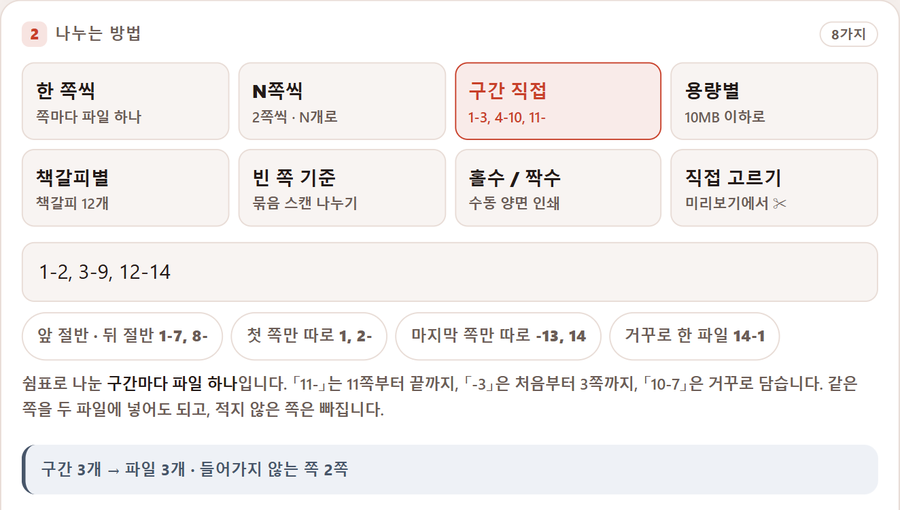 2 나누는 방법 8가지
한 쪽씩 N쪽씩 구간 직접 용량별
쪽마다 파일 하나 2쪽씩 · N개로 1-3, 4-10, 11- 10MB 이하로
책갈피별 빈 쪽 기준 홀수 / 짝수 직접 고르기
책갈피 12개 묶음 스캔 나누기 수동 양면 인쇄 미리보기에서 ✂
1-2, 3-9, 12-14
앞 절반 · 뒤 절반 1-7, 8- 첫 쪽만 따로 1, 2- 마지막 쪽만 따로 -13, 14 거꾸로 한 파일 14-1
쉼표로 나눈 구간마다 파일 하나입니다. 「11-」는 11쪽부터 끝까지, 「-3」은 처음부터 3쪽까지, 「10-7」은 거꾸로 담습니다. 같은
쪽을 두 파일에 넣어도 되고, 적지 않은 쪽은 빠집니다.
구간 3개 → 파일 3개 · 들어가지 않는 쪽 2쪽